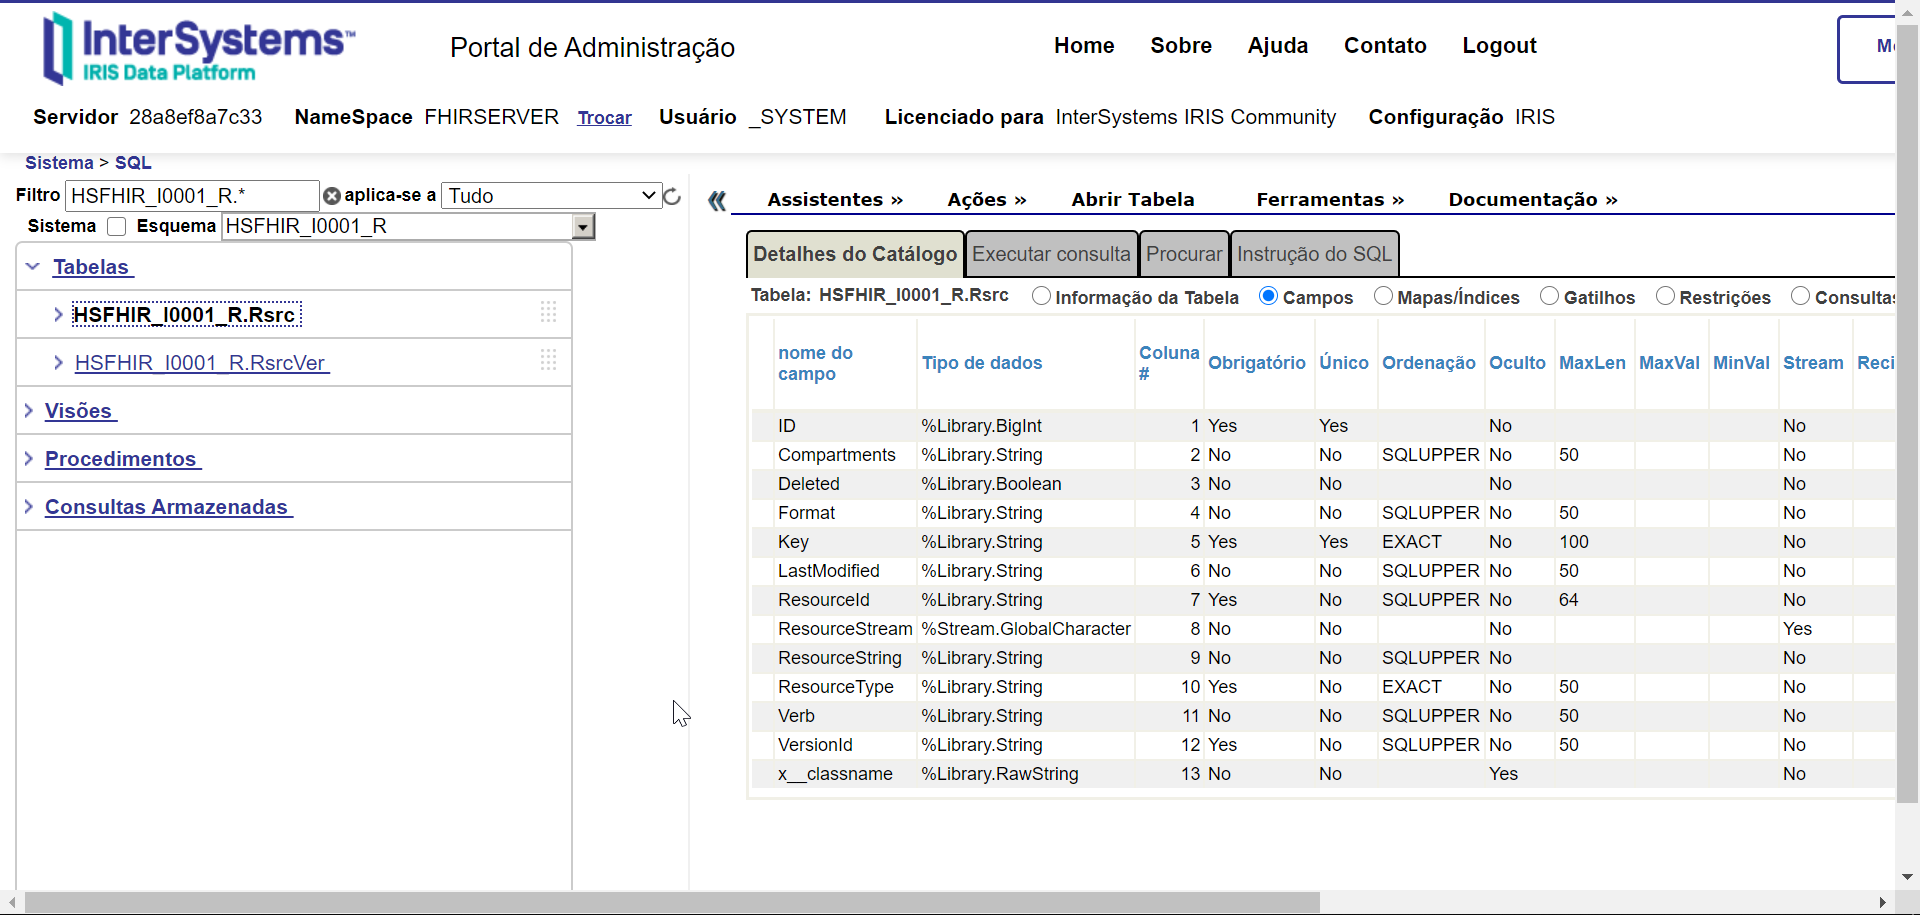 InterSystems™
IRIS Data Platform
Portal de Administração
Home Sobre Ajuda Contato Logout
Servidor 28a8ef8a7c33 NameSpace FHIRSERVER Trocar Usuário _SYSTEM Licenciado para InterSystems IRIS Community Configuração IRIS
Sistema > SQL
Filtro HSFHIR_I0001_R.* aplica-se a Tudo
Sistema Esquema HSFHIR_I0001_R
Tabelas
HSFHIR_I0001_R.Rsrc
HSFHIR_I0001_R.RsrcVer
Visões
Procedimentos
Consultas Armazenadas
Assistentes » Ações » Abrir Tabela Ferramentas » Documentação »
Detalhes do Catálogo Executar consulta Procurar Instrução do SQL
Tabela: HSFHIR_I0001_R.Rsrc Informação da Tabela Campos Mapas/Índices Gatilhos Restrições Consultas
nome do campo Tipo de dados Coluna # Obrigatório Único Ordenação Oculto MaxLen MaxVal MinVal Stream Reci
ID %Library.BigInt 1 Yes Yes No No
Compartments %Library.String 2 No No SQLUPPER No 50 No
Deleted %Library.Boolean 3 No No No No
Format %Library.String 4 No No SQLUPPER No 50 No
Key %Library.String 5 Yes Yes EXACT No 100 No
LastModified %Library.String 6 No No SQLUPPER No 50 No
ResourceId %Library.String 7 Yes No SQLUPPER No 64 No
ResourceStream %Stream.GlobalCharacter 8 No No No Yes
ResourceString %Library.String 9 No No SQLUPPER No No
ResourceType %Library.String 10 Yes No EXACT No 50 No
Verb %Library.String 11 No No SQLUPPER No 50 No
VersionId %Library.String 12 Yes No SQLUPPER No 50 No
x__classname %Library.RawString 13 No No Yes No